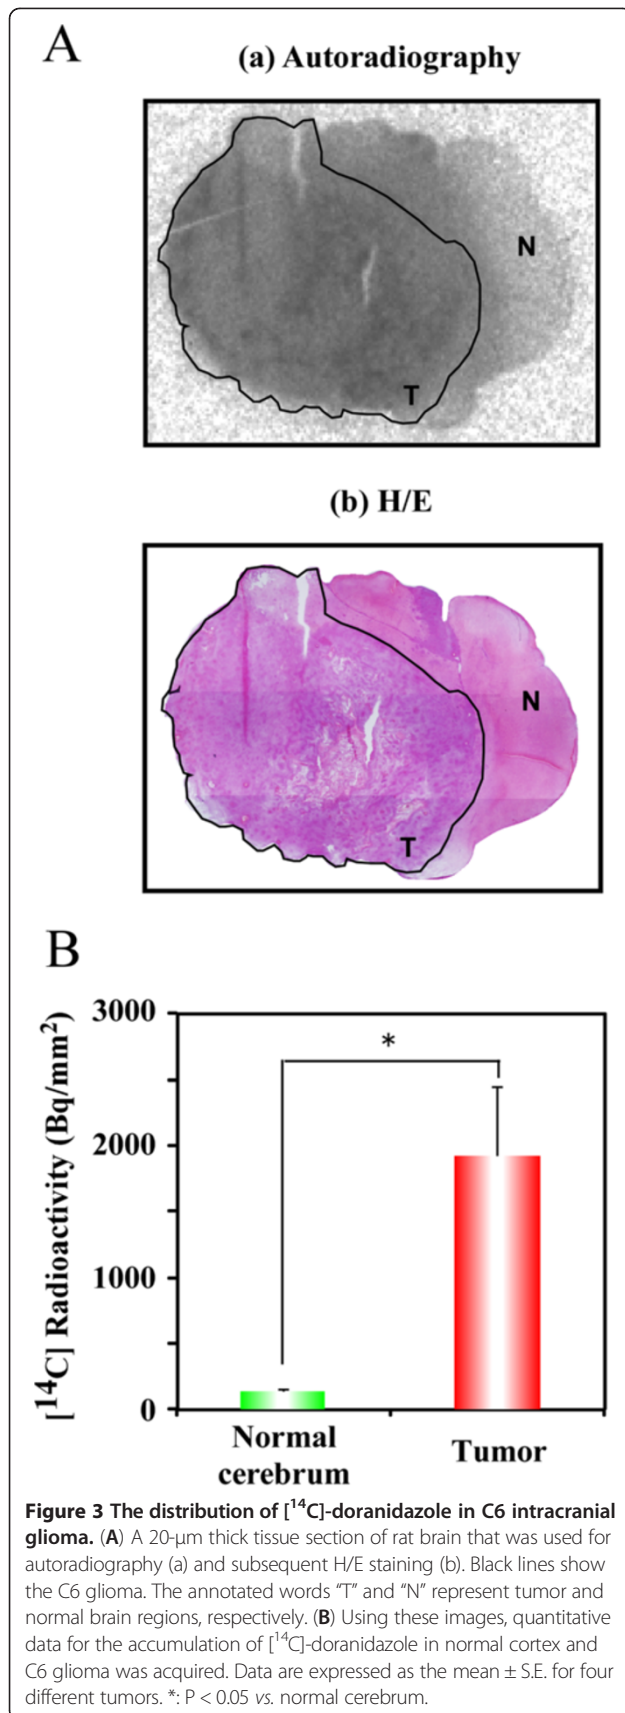 A
(a) Autoradiography
N
T
(b) H/E
N
T
B
[¹⁴C] Radioactivity (Bq/mm²)
3000
2000
1000
0
*
Normal
cerebrum
Tumor
Figure 3 The distribution of [¹⁴C]-doranidazole in C6 intracranial
glioma. (A) A 20-μm thick tissue section of rat brain that was used for
autoradiography (a) and subsequent H/E staining (b). Black lines show
the C6 glioma. The annotated words “T” and “N” represent tumor and
normal brain regions, respectively. (B) Using these images, quantitative
data for the accumulation of [¹⁴C]-doranidazole in normal cortex and
C6 glioma was acquired. Data are expressed as the mean ± S.E. for four
different tumors. *: P < 0.05 vs. normal cerebrum.